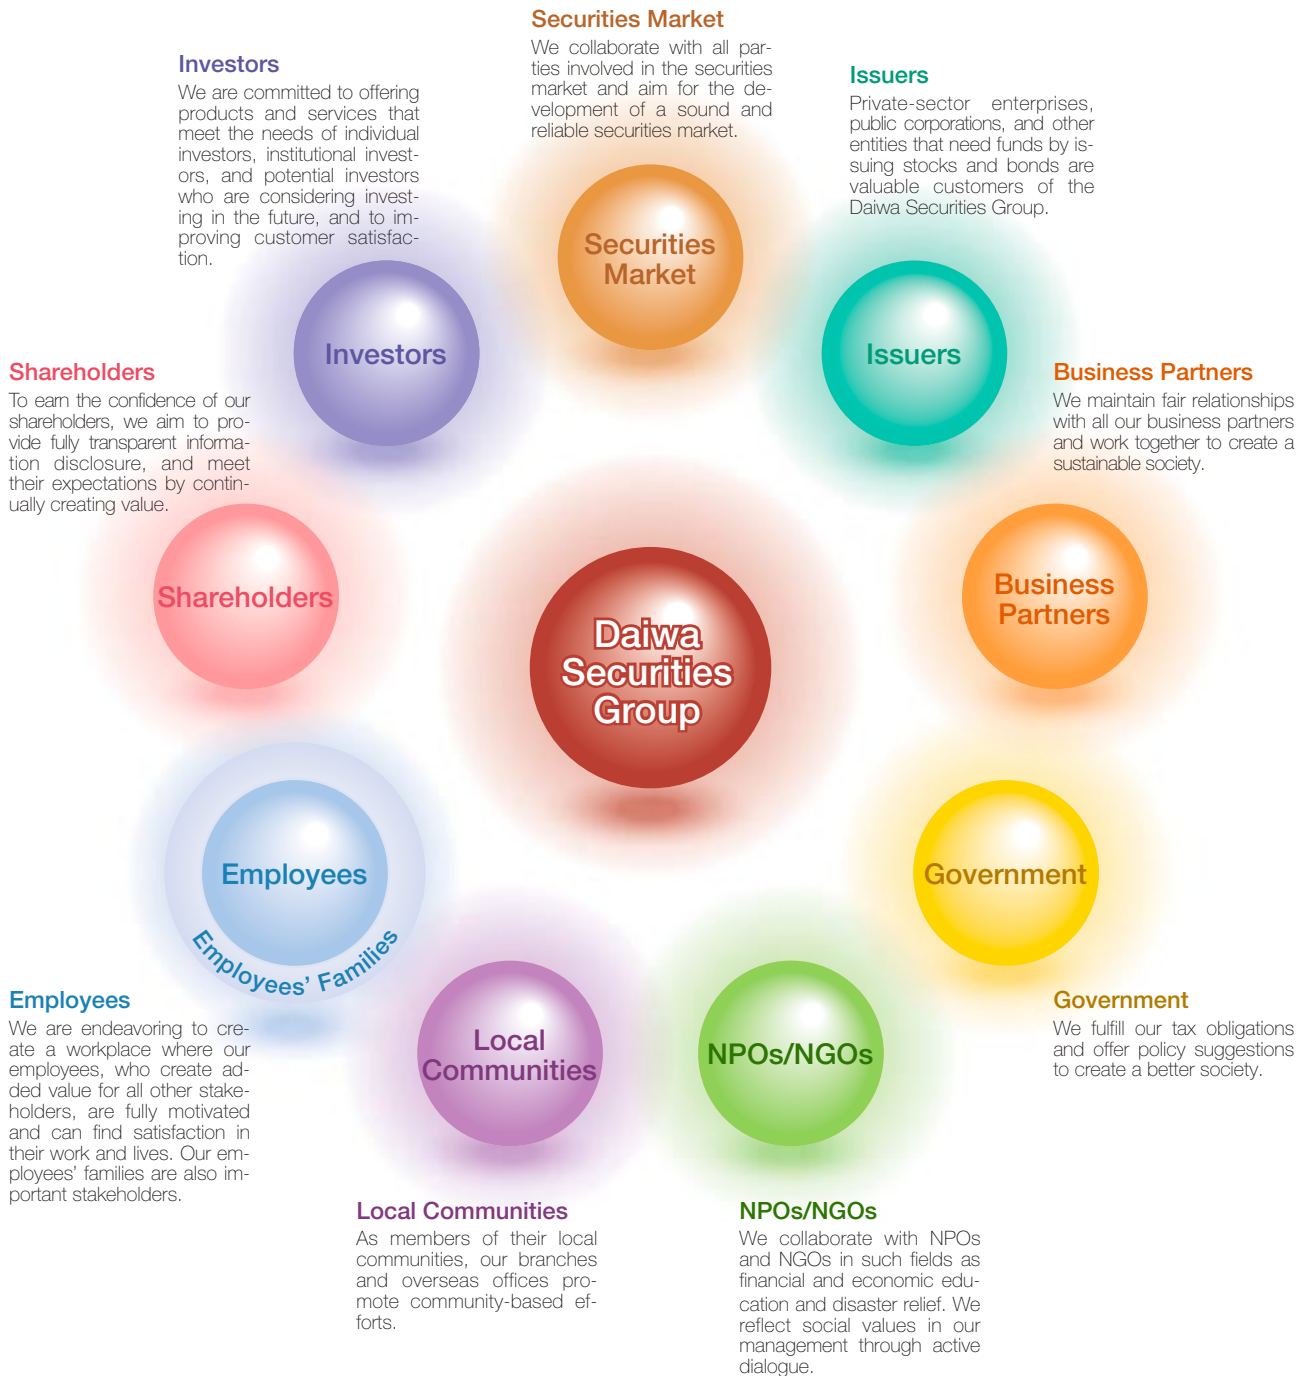 Securities Market
We collaborate with all par-
ties involved in the securities
market and aim for the de-
velopment of a sound and
reliable securities market.
Investors
We are committed to offering
products and services that
meet the needs of individual
investors, institutional invest-
ors, and potential investors
who are considering invest-
ing in the future, and to im-
proving customer satisfac-
tion.
Issuers
Private-sector enterprises,
public corporations, and other
entities that need funds by is-
suing stocks and bonds are
valuable customers of the
Daiwa Securities Group.
Securities
Market
Investors
Issuers
Shareholders
To earn the confidence of our
shareholders, we aim to pro-
vide fully transparent informa-
tion disclosure, and meet
their expectations by contin-
ually creating value.
Business Partners
We maintain fair relationships
with all our business partners
and work together to create a
sustainable society.
Shareholders
Business
Partners
Daiwa
Securities
Group
Employees
Employees' Families
Government
Employees
We are endeavoring to cre-
ate a workplace where our
employees, who create ad-
ded value for all other stake-
holders, are fully motivated
and can find satisfaction in
their work and lives. Our em-
ployees' families are also im-
portant stakeholders.
Local
Communities
NPOs/NGOs
Government
We fulfill our tax obligations
and offer policy suggestions
to create a better society.
Local Communities
As members of their local
communities, our branches
and overseas offices pro-
mote community-based ef-
forts.
NPOs/NGOs
We collaborate with NPOs
and NGOs in such fields as
financial and economic edu-
cation and disaster relief. We
reflect social values in our
management through active
dialogue.